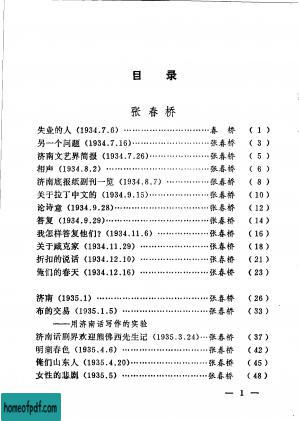 目 录
张 春 桥
失业的人（1934.7.6）……………………春 桥（1）
另一个问题（1934.7.16）………………张春桥（3）
济南文艺界简报（1934.7.26）…………张春桥（5）
相声（1934.8.2）…………………………张春桥（6）
济南底报纸副刊一览（1934.8.7）………张春桥（8）
关于拉丁中文的（1934.9.15）…………张春桥（10）
论诗意（1934.9.28）……………………张春桥（12）
答复（1934.9.29）………………………张春桥（14）
我怎样答复他们？（1934.11.6）………张春桥（16）
关于臧克家（1934.11.29）……………张春桥（18）
折扣的说话（1934.12.10）……………张春桥（21）
俺们的春天（1934.12.16）……………张春桥（23）
济南（1935.1）…………………………张春桥（26）
布的交易（1935.1.5）…………………张春桥（33）
——用济南话写作的实验
济南话剧界欢迎熊佛西先生记（1935.3.24）…张春桥（37）
明湖春色（1935.4.6）…………………张春桥（42）
俺们山东人（1935.4.20）………………张春桥（45）
女性的悲剧（1935.5）…………………张春桥（48）
— 1 —
homeofpdf.com